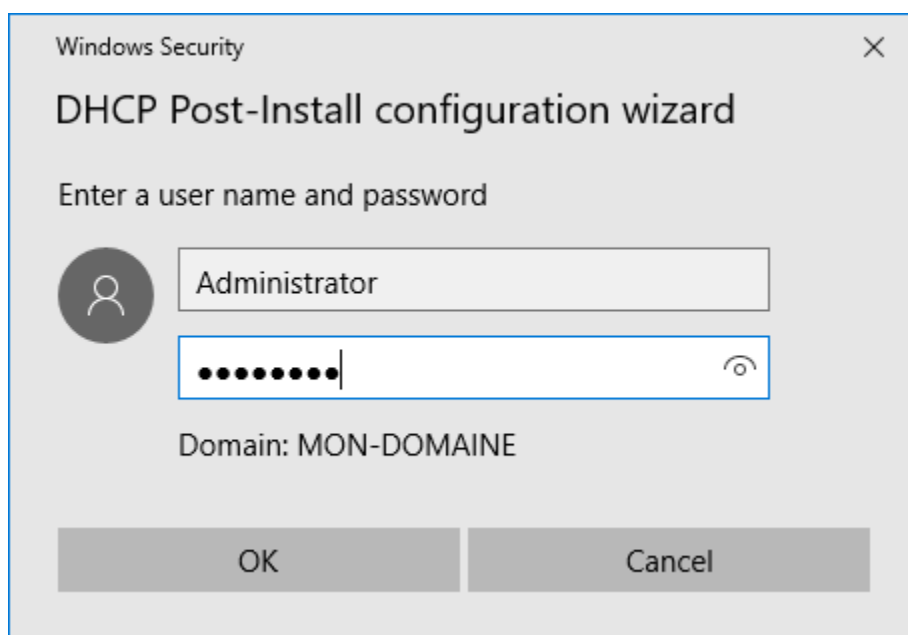 Windows Security
DHCP Post-Install configuration wizard
Enter a user name and password
Administrator
●●●●●●●●
Domain: MON-DOMAINE
OK
Cancel